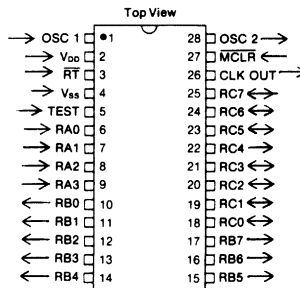 Top View
OSC 1 1 28 OSC 2
VDD 2 27 MCLR
RT 3 26 CLK OUT
VSS 4 25 RC7
TEST 5 24 RC6
RA0 6 23 RC5
RA1 7 22 RC4
RA2 8 21 RC3
RA3 9 20 RC2
RB0 10 19 RC1
RB1 11 18 RC0
RB2 12 17 RB7
RB3 13 16 RB6
RB4 14 15 RB5